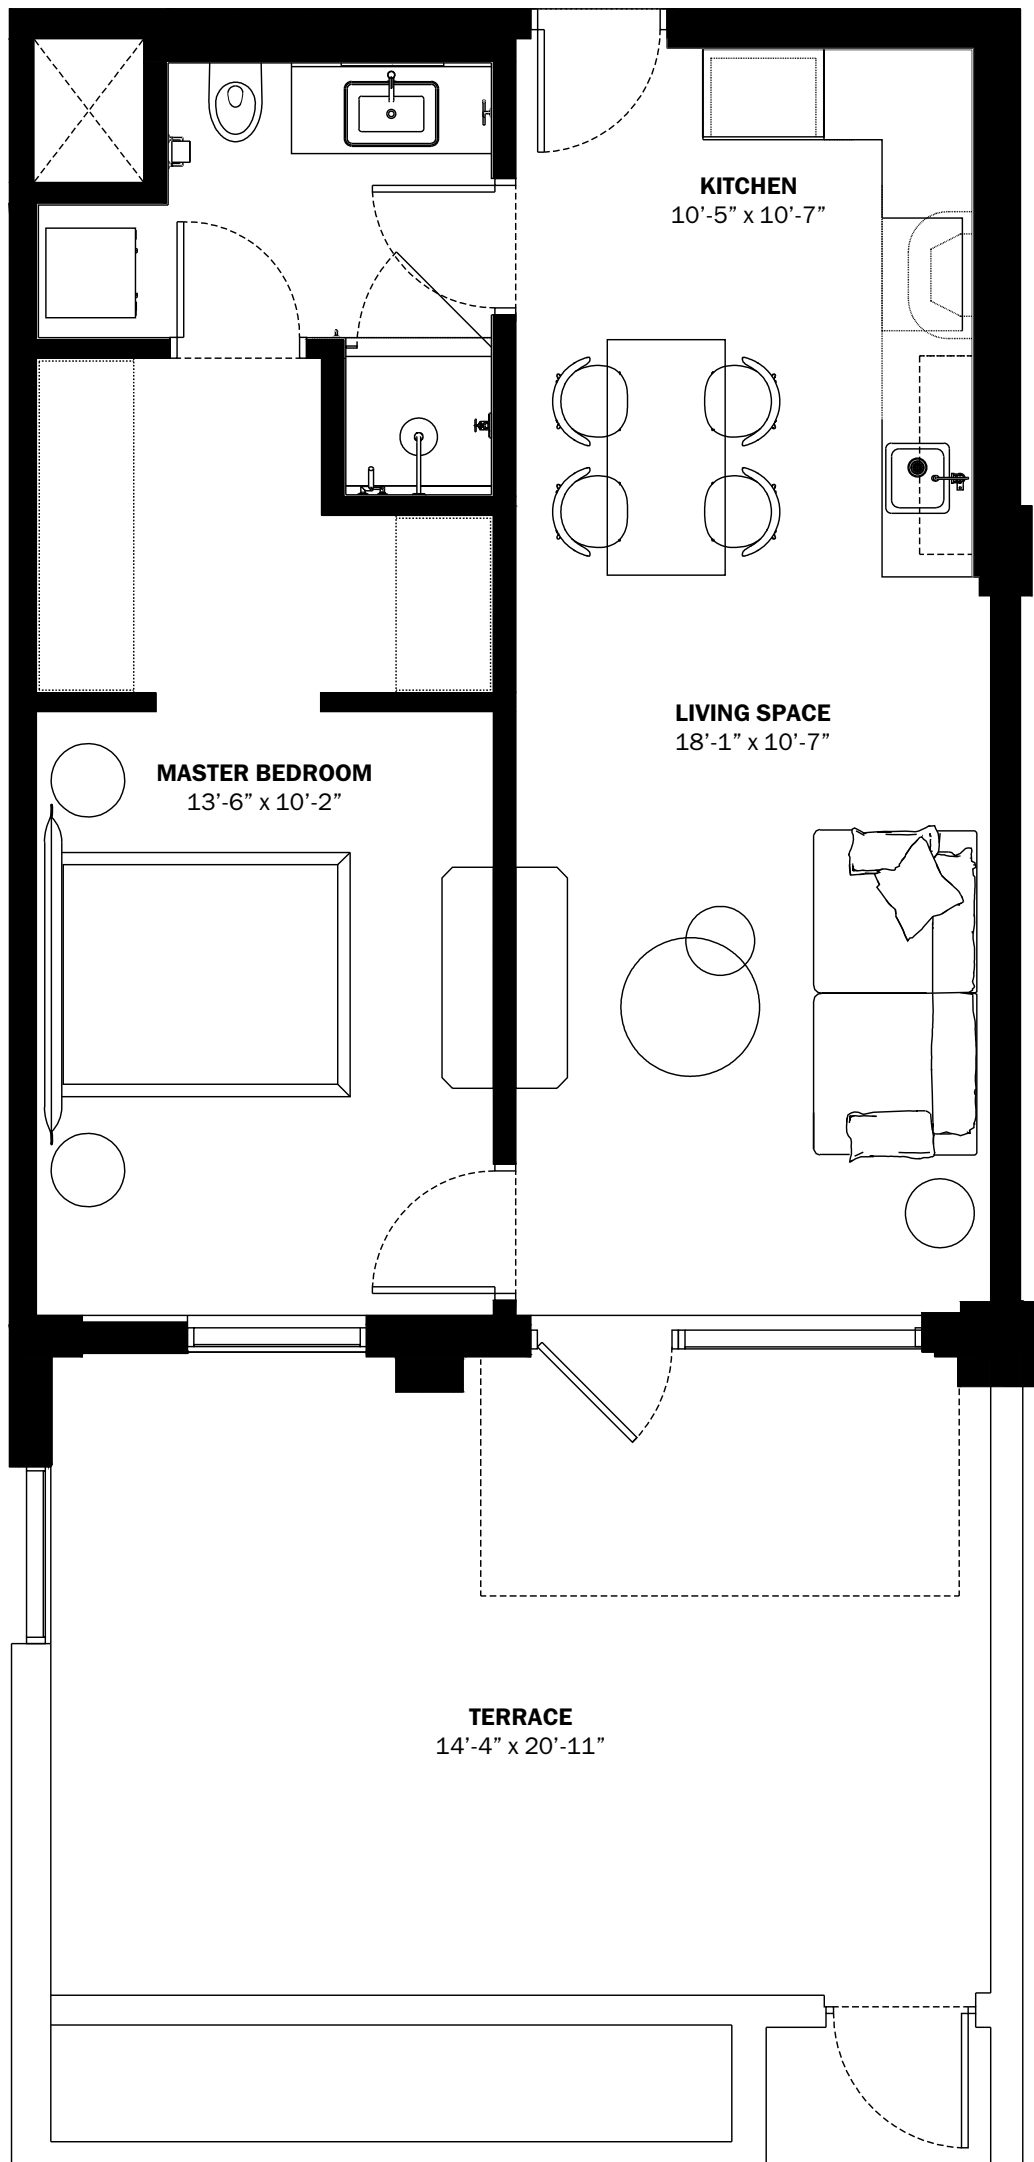 KITCHEN
10’-5” x 10’-7”
LIVING SPACE
18’-1” x 10’-7”
MASTER BEDROOM
13’-6” x 10’-2”
TERRACE
14’-4” x 20’-11”